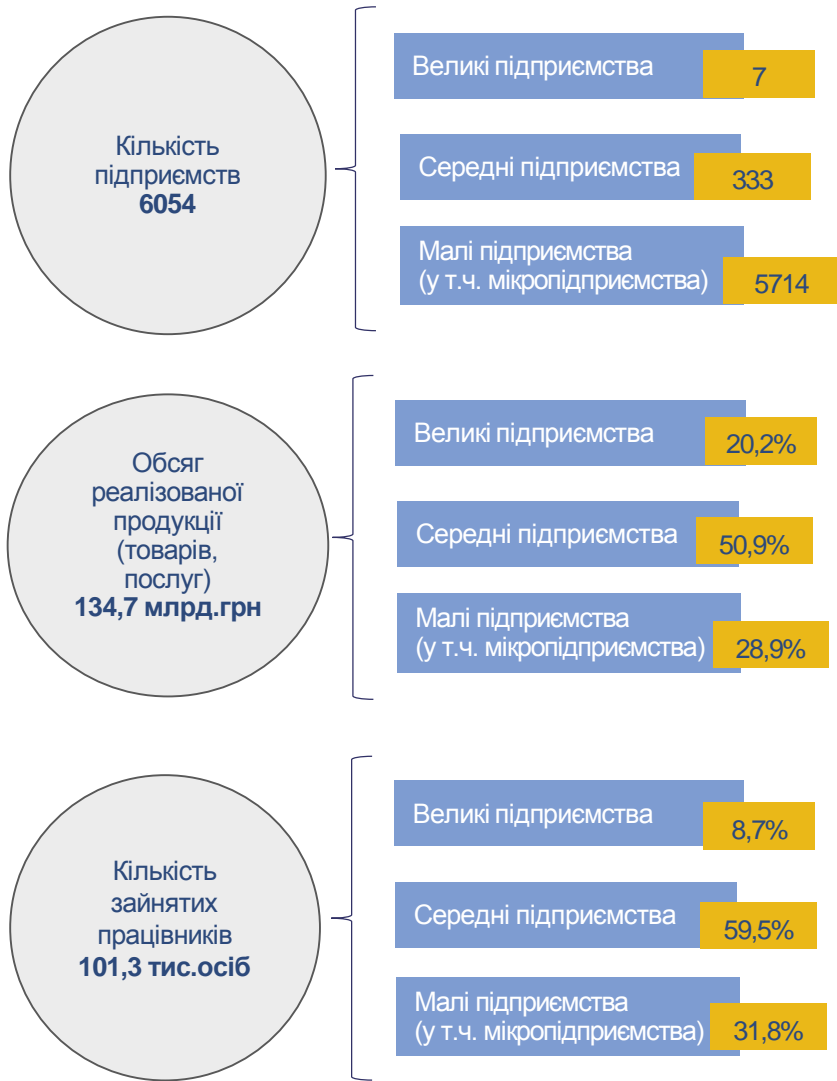 Кількість
підприємств
6054
Великі підприємства
7
Середні підприємства
333
Малі підприємства
(у т.ч. мікропідприємства)
5714
Обсяг
реалізованої
продукції
(товарів,
послуг)
134,7 млрд.грн
Великі підприємства
20,2%
Середні підприємства
50,9%
Малі підприємства
(у т.ч. мікропідприємства)
28,9%
Кількість
зайнятих
працівників
101,3 тис.осіб
Великі підприємства
8,7%
Середні підприємства
59,5%
Малі підприємства
(у т.ч. мікропідприємства)
31,8%